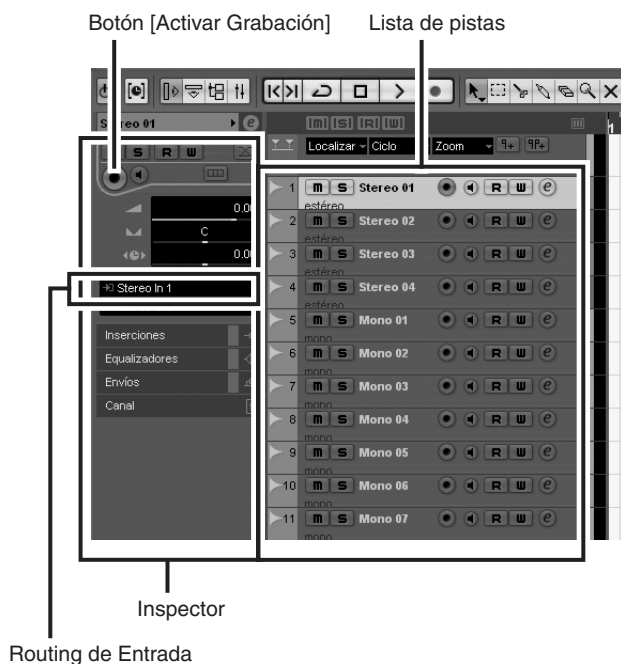 Botón [Activar Grabación] Lista de pistas
Stereo 01
m S R W
Localizar Ciclo Zoom
0.00
C
0.00
Stereo In 1
Inserciones
Equalizadores
Envíos
Canal
1 m S Stereo 01 R W e
estéreo
2 m S Stereo 02 R W e
estéreo
3 m S Stereo 03 R W e
estéreo
4 m S Stereo 04 R W e
estéreo
5 m S Mono 01 R W e
mono
6 m S Mono 02 R W e
mono
7 m S Mono 03 R W e
mono
8 m S Mono 04 R W e
mono
9 m S Mono 05 R W e
mono
10 m S Mono 06 R W e
mono
11 m S Mono 07 R W e
mono
Inspector
Routing de Entrada